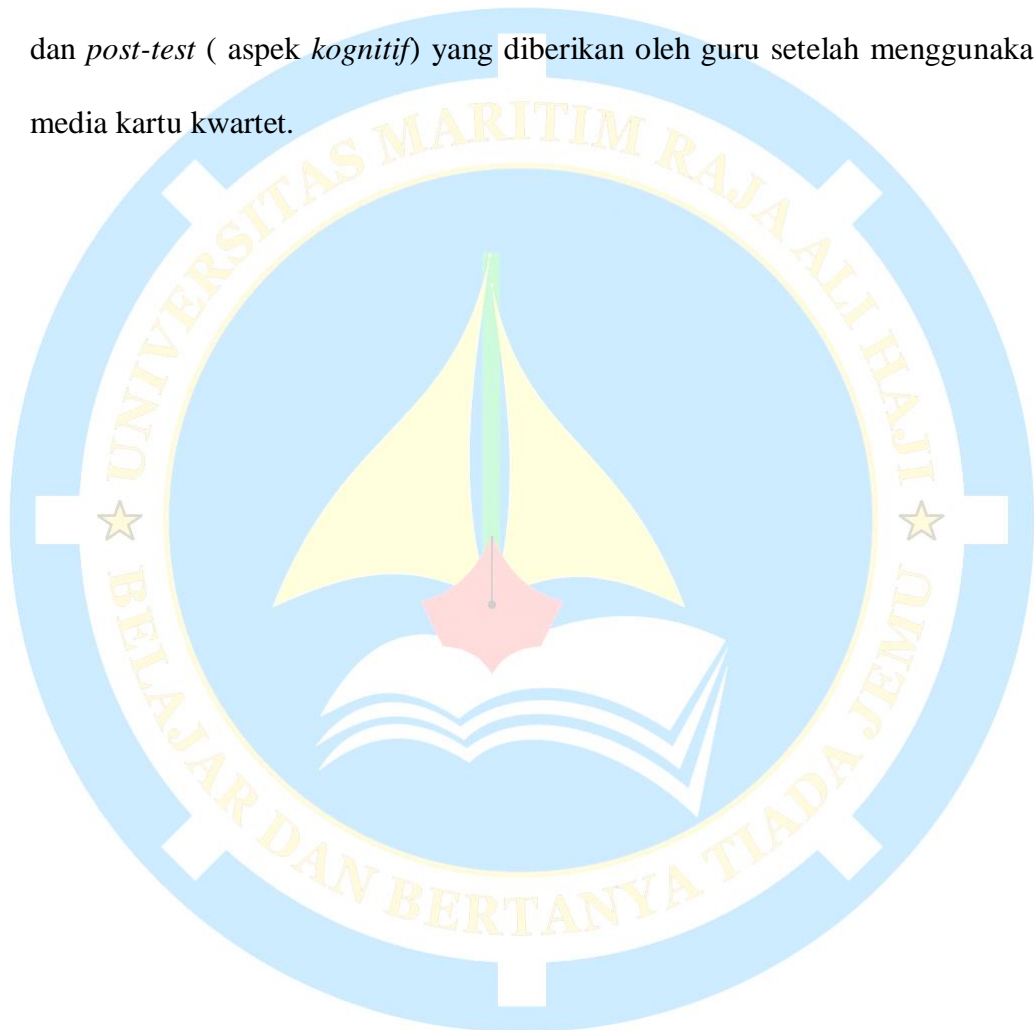 dan post-test ( aspek kognitif) yang diberikan oleh guru setelah menggunaka
media kartu kwartet.
UNIVERSITAS MARITIM RAJA ALI HAJI
BELAJAR DAN BERTANYA TIADA JEMU